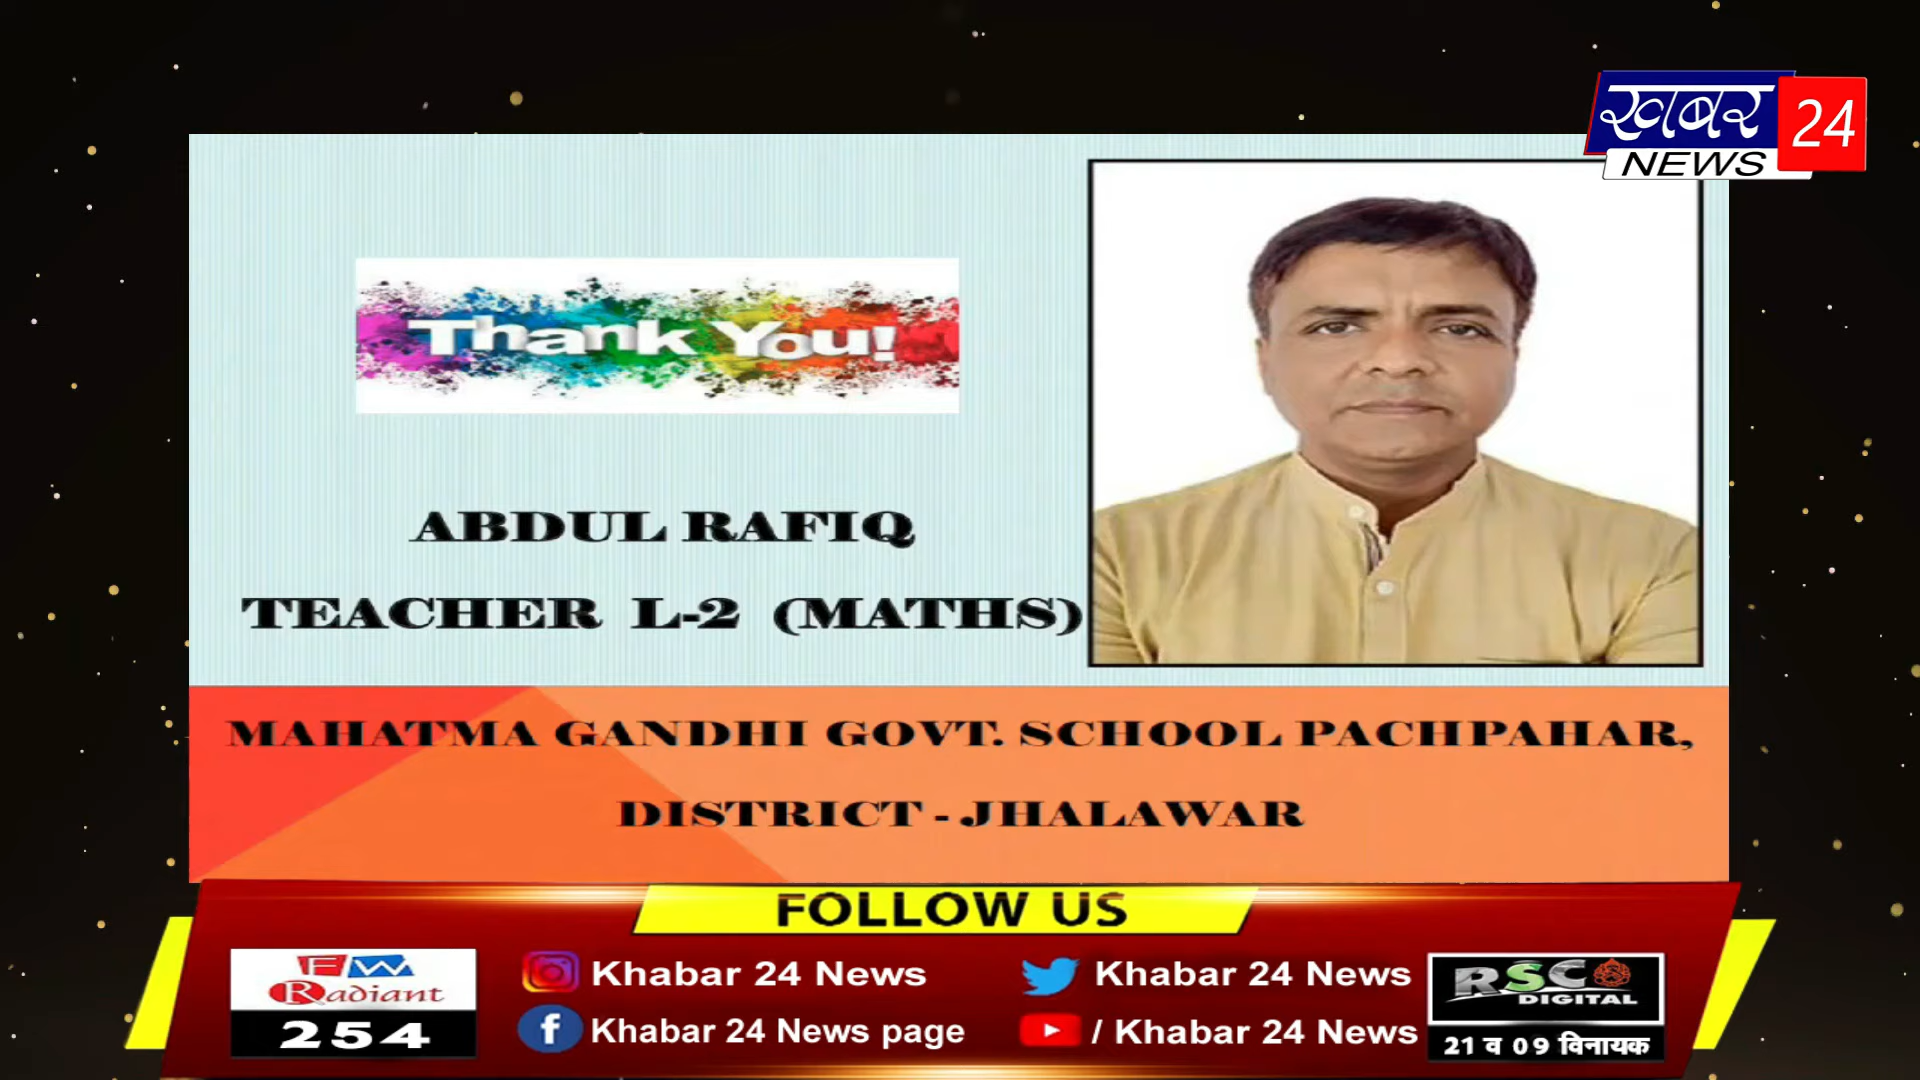 खबर 24
NEWS
Thank You!
ABDUL RAFIQ
TEACHER L-2 (MATHS)
MAHATMA GANDHI GOVT. SCHOOL PACHPAHAR,
DISTRICT - JHALAWAR
FOLLOW US
FW
Radiant
254
Khabar 24 News
Khabar 24 News
Khabar 24 News page
/ Khabar 24 News
RSC
DIGITAL
21 व 09 विनायक